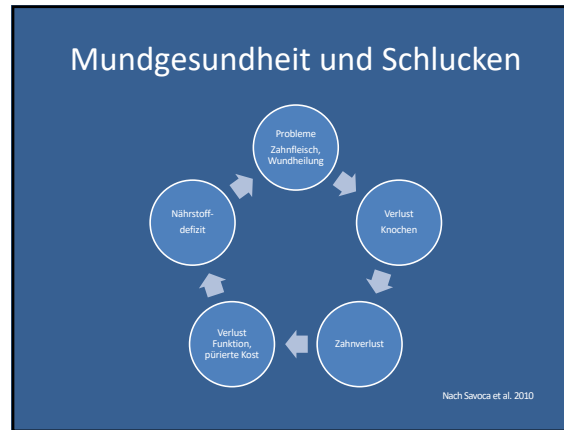 Mundgesundheit und Schlucken
Probleme
Zahnfleisch,
Wundheilung
Verlust
Knochen
Zahnverlust
Verlust
Funktion,
pürierte Kost
Nährstoff-
defizit
Nach Savoca et al. 2010